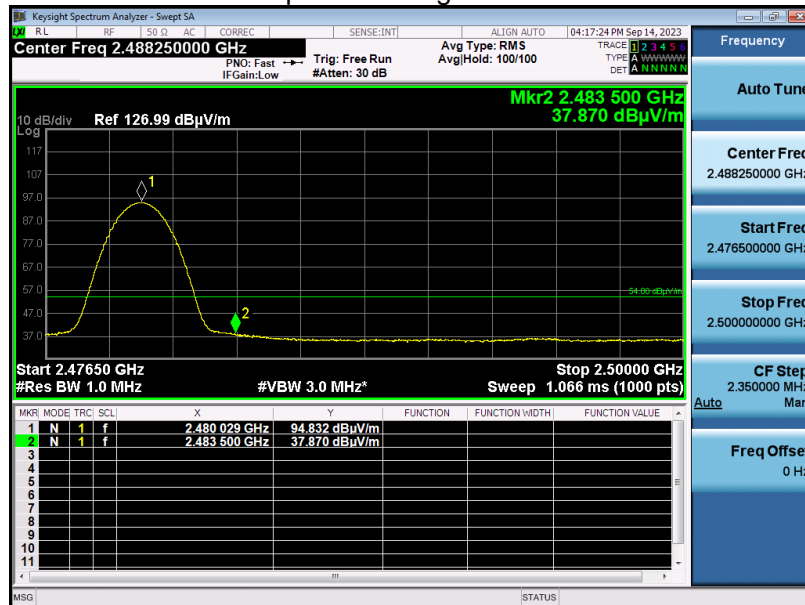 Keysight Spectrum Analyzer - Swept SA
LXI RL RF 50 Ω AC CORREC SENSE:INT ALIGN AUTO 04:17:24 PM Sep 14, 2023
Center Freq 2.488250000 GHz
PNO: Fast
IFGain:Low
Trig: Free Run
#Atten: 30 dB
Avg Type: RMS
Avg|Hold: 100/100
TRACE 1 2 3 4 5 6
TYPE A W W W W W
DET A N N N N N
Mkr2 2.483 500 GHz
37.870 dBµV/m
10 dB/div Ref 126.99 dBµV/m
Log
117
107
97.0
87.0
77.0
67.0
57.0
47.0
37.0
1
2
54.00 dBµV/m
Start 2.47650 GHz Stop 2.50000 GHz
#Res BW 1.0 MHz #VBW 3.0 MHz* Sweep 1.066 ms (1000 pts)
MKR MODE TRC SCL X Y FUNCTION FUNCTION WIDTH FUNCTION VALUE
1 N 1 f 2.480 029 GHz 94.832 dBµV/m
2 N 1 f 2.483 500 GHz 37.870 dBµV/m
3
4
5
6
7
8
9
10
11
MSG STATUS
Frequency
Auto Tune
Center Freq
2.488250000 GHz
Start Freq
2.476500000 GHz
Stop Freq
2.500000000 GHz
CF Step
2.350000 MHz
Auto Man
Freq Offset
0 Hz